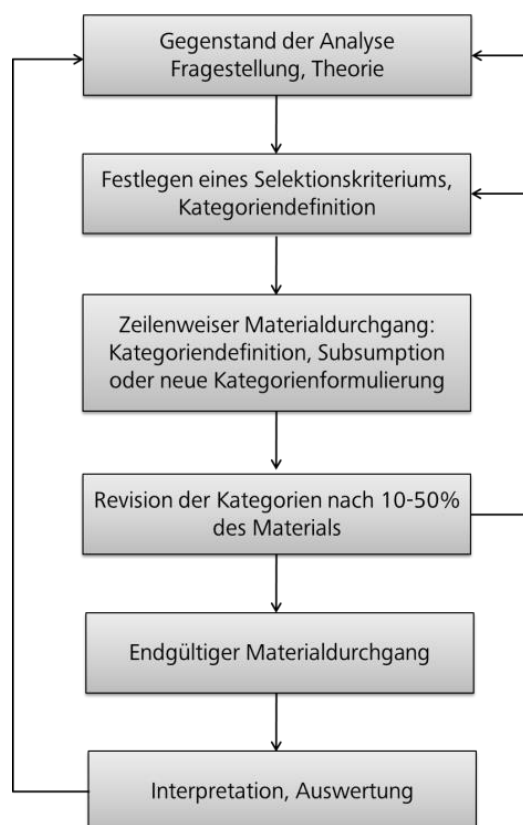 Gegenstand der Analyse
Fragestellung, Theorie
Festlegen eines Selektionskriteriums,
Kategoriendefinition
Zeilenweiser Materialdurchgang:
Kategoriendefinition, Subsumption
oder neue Kategorienformulierung
Revision der Kategorien nach 10-50%
des Materials
Endgültiger Materialdurchgang
Interpretation, Auswertung